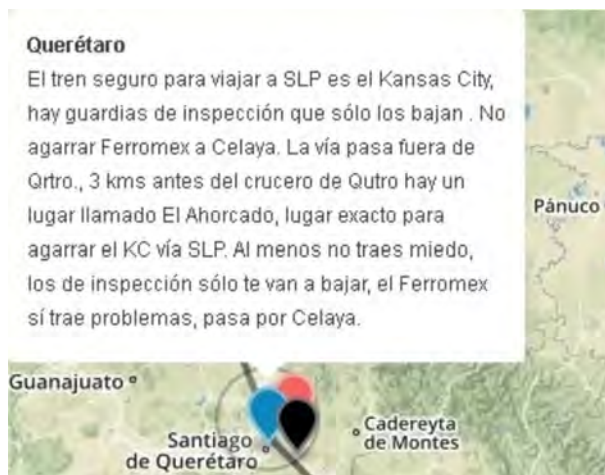 Querétaro
El tren seguro para viajar a SLP es el Kansas City,
hay guardias de inspección que sólo los bajan . No
agarrar Ferromex a Celaya. La vía pasa fuera de
Qrtro., 3 kms antes del crucero de Qutro hay un
lugar llamado El Ahorcado, lugar exacto para
agarrar el KC vía SLP. Al menos no traes miedo,
los de inspección sólo te van a bajar, el Ferromex
sí trae problemas, pasa por Celaya.
Pánuco
Guanajuato
Cadereyta
de Montes
Santiago
de Querétaro